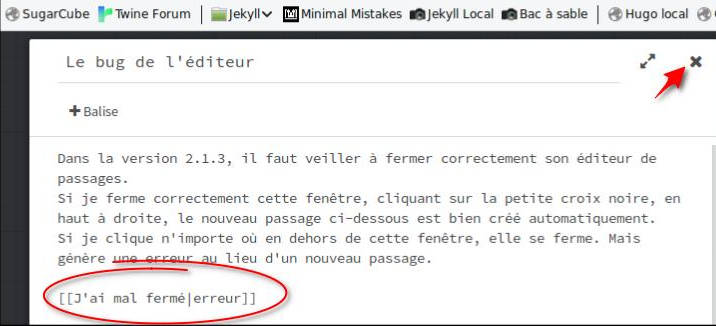 SugarCube Twine Forum Jekyll Minimal Mistakes Jekyll Local Bac à sable Hugo local
Le bug de l'éditeur
Balise
Dans la version 2.1.3, il faut veiller à fermer correctement son éditeur de
passages.
Si je ferme correctement cette fenêtre, cliquant sur la petite croix noire, en
haut à droite, le nouveau passage ci-dessous est bien créé automatiquement.
Si je clique n'importe où en dehors de cette fenêtre, elle se ferme. Mais
génère une erreur au lieu d'un nouveau passage.
[[J'ai mal fermé|erreur]]